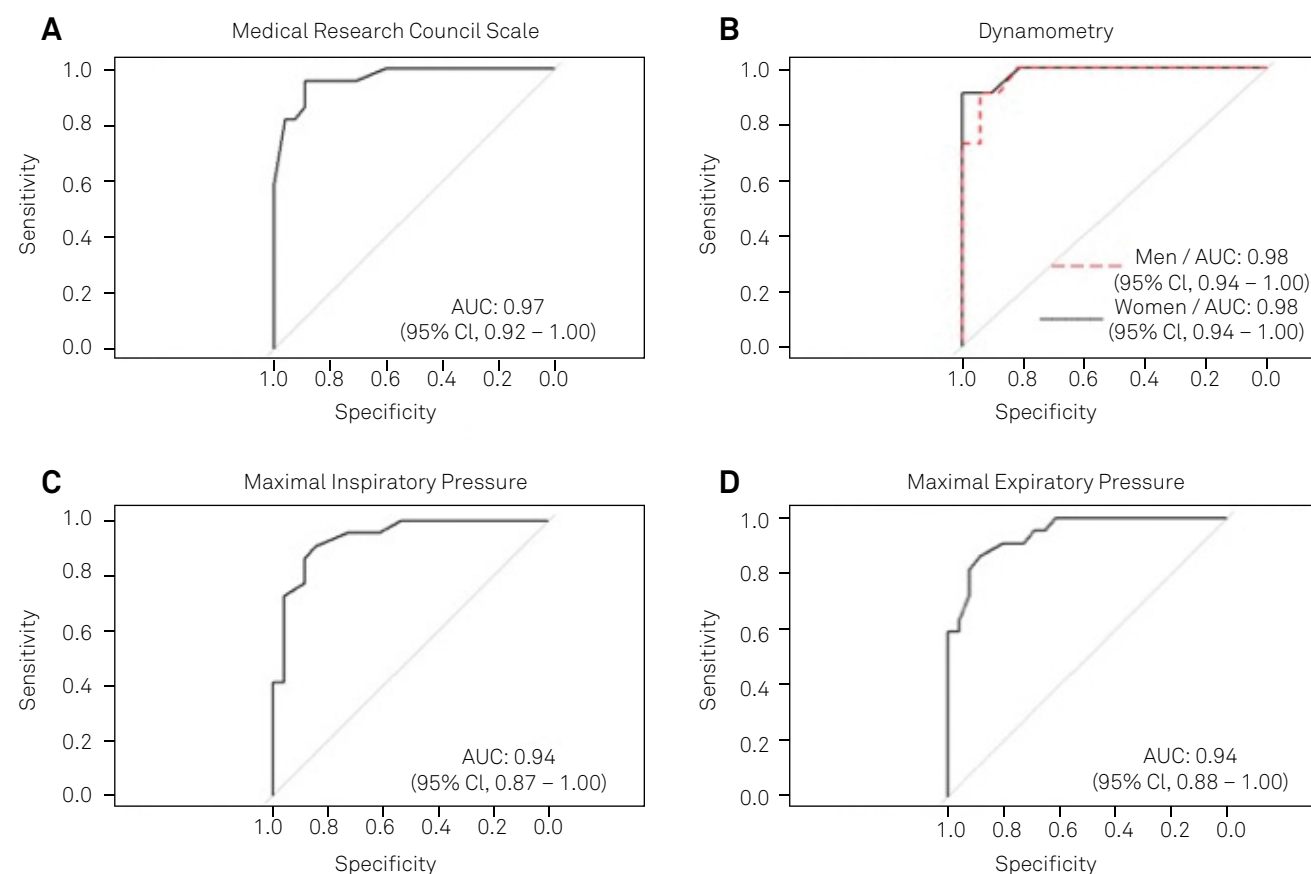 A
Medical Research Council Scale
1.0
0.8
0.6
0.4
0.2
0.0
Sensitivity
AUC: 0.97
(95% CI, 0.92 – 1.00)
1.0 0.8 0.6 0.4 0.2 0.0
Specificity
B
Dynamometry
1.0
0.8
0.6
0.4
0.2
0.0
Sensitivity
Men / AUC: 0.98
(95% CI, 0.94 – 1.00)
Women / AUC: 0.98
(95% CI, 0.94 – 1.00)
1.0 0.8 0.6 0.4 0.2 0.0
Specificity
C
Maximal Inspiratory Pressure
1.0
0.8
0.6
0.4
0.2
0.0
Sensitivity
AUC: 0.94
(95% CI, 0.87 – 1.00)
1.0 0.8 0.6 0.4 0.2 0.0
Specificity
D
Maximal Expiratory Pressure
1.0
0.8
0.6
0.4
0.2
0.0
Sensitivity
AUC: 0.94
(95% CI, 0.88 – 1.00)
1.0 0.8 0.6 0.4 0.2 0.0
Specificity